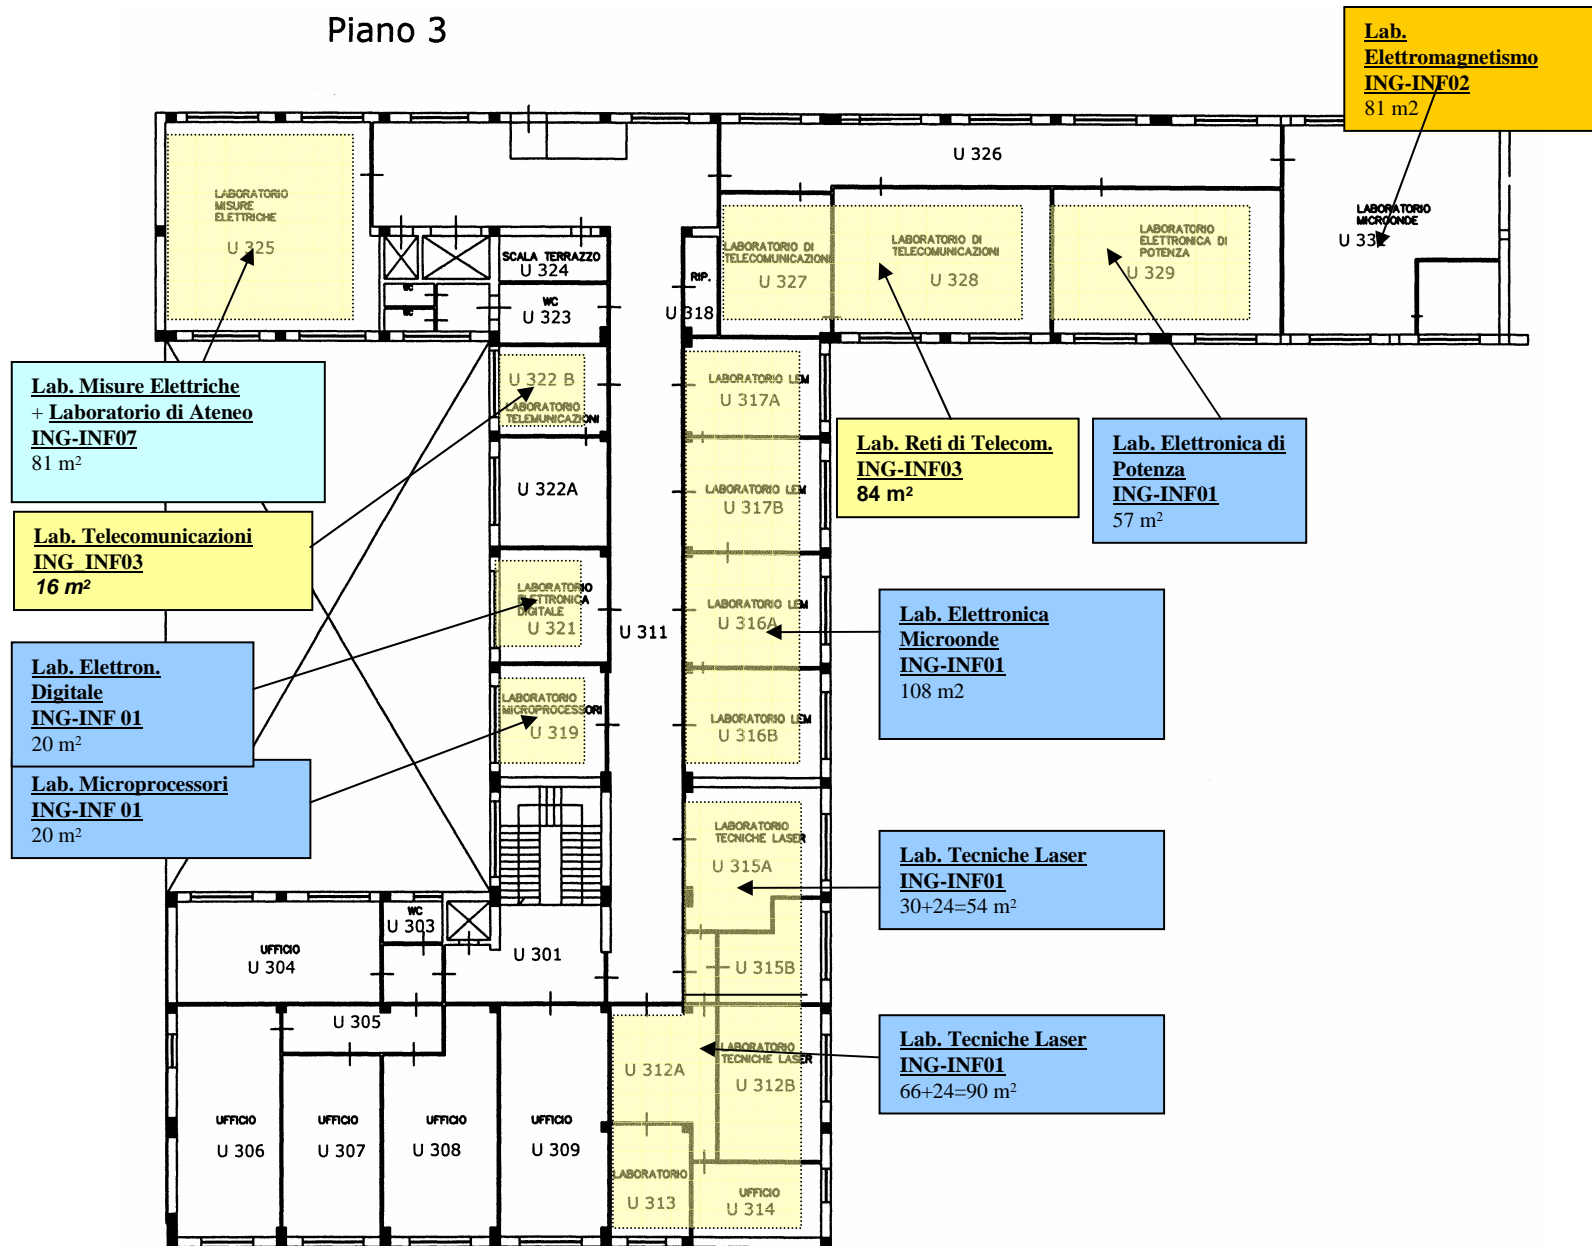 Piano 3
Lab.
Elettromagnetismo
ING-INF02
81 m2
U 326
LABORATORIO
MISURE
ELETTRICHE
U 325
LABORATORIO
MICROONDE
LABORATORIO DI
TELECOMUNICAZIONI
U 327
LABORATORIO DI
TELECOMUNICAZIONI
U 328
LABORATORIO
ELETTRONICA DI
POTENZA
U 329
SCALA TERRAZZO
U 324
RIP.
U 318
WC
WC
WC
U 323
Lab. Misure Elettriche
+ Laboratorio di Ateneo
ING-INF07
81 m²
U 322 B
LABORATORIO
TELEMUNICAZIONI
LABORATORIO LEM
U 317A
Lab. Reti di Telecom.
ING-INF03
84 m²
Lab. Elettronica di
Potenza
ING-INF01
57 m²
U 322A
LABORATORIO LEM
U 317B
Lab. Telecomunicazioni
ING_INF03
16 m²
LABORATORIO
ELETTRONICA
DIGITALE
U 321
U 311
LABORATORIO LEM
U 316A
Lab. Elettronica
Microonde
ING-INF01
108 m2
Lab. Elettron.
Digitale
ING-INF 01
20 m²
LABORATORIO
MICROPROCESSORI
U 319
LABORATORIO LEM
U 316B
Lab. Microprocessori
ING-INF 01
20 m²
LABORATORIO
TECNICHE LASER
U 315A
Lab. Tecniche Laser
ING-INF01
30+24=54 m²
WC
U 303
UFFICIO
U 304
U 301
U 315B
U 305
LABORATORIO
TECNICHE LASER
U 312A
U 312B
Lab. Tecniche Laser
ING-INF01
66+24=90 m²
UFFICIO
U 306
UFFICIO
U 307
UFFICIO
U 308
UFFICIO
U 309
LABORATORIO
U 313
UFFICIO
U 314